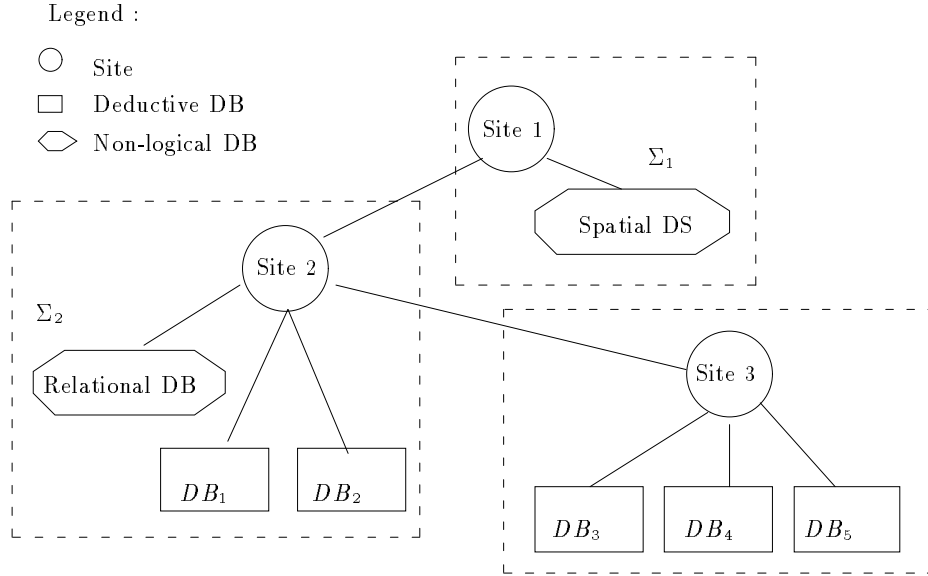 Legend :
Site
Deductive DB
Non-logical DB
Site 1
Σ₁
Spatial DS
Site 2
Σ₂
Relational DB
DB₁
DB₂
Site 3
DB₃
DB₄
DB₅